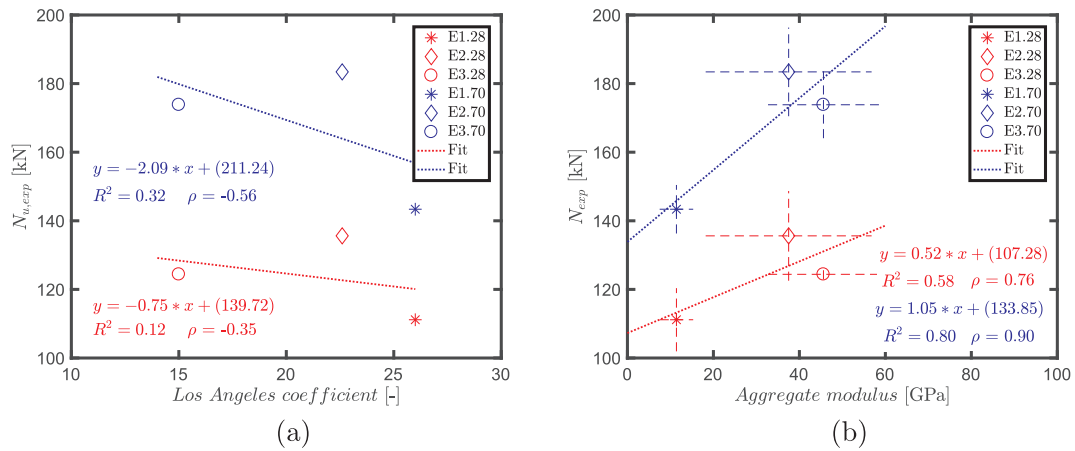 200
180
160
140
120
100
N_{u,exp} [kN]
10 15 20 25 30
Los Angeles coefficient [-]
E1.28
E2.28
E3.28
E1.70
E2.70
E3.70
Fit
Fit
y = −2.09 * x + (211.24)
R² = 0.32 ρ = -0.56
y = −0.75 * x + (139.72)
R² = 0.12 ρ = -0.35
(a)
200
180
160
140
120
100
N_{exp} [kN]
0 20 40 60 80 100
Aggregate modulus [GPa]
E1.28
E2.28
E3.28
E1.70
E2.70
E3.70
Fit
Fit
y = 0.52 * x + (107.28)
R² = 0.58 ρ = 0.76
y = 1.05 * x + (133.85)
R² = 0.80 ρ = 0.90
(b)